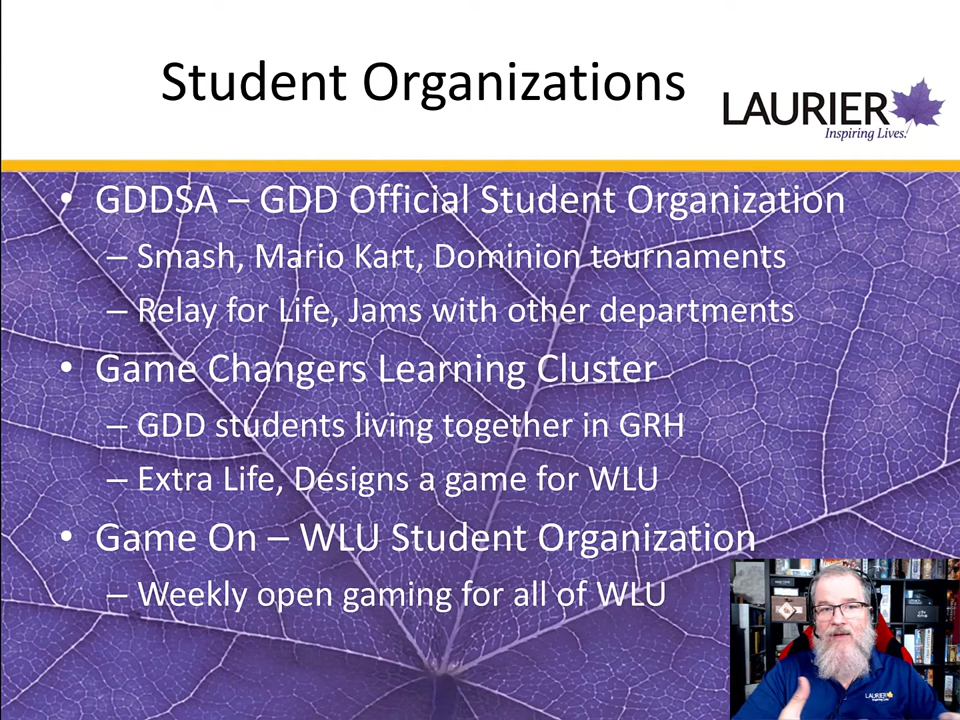 Student Organizations
LAURIER
Inspiring Lives.
• GDDSA – GDD Official Student Organization
– Smash, Mario Kart, Dominion tournaments
– Relay for Life, Jams with other departments
• Game Changers Learning Cluster
– GDD students living together in GRH
– Extra Life, Designs a game for WLU
• Game On – WLU Student Organization
– Weekly open gaming for all of WLU
LAURIER